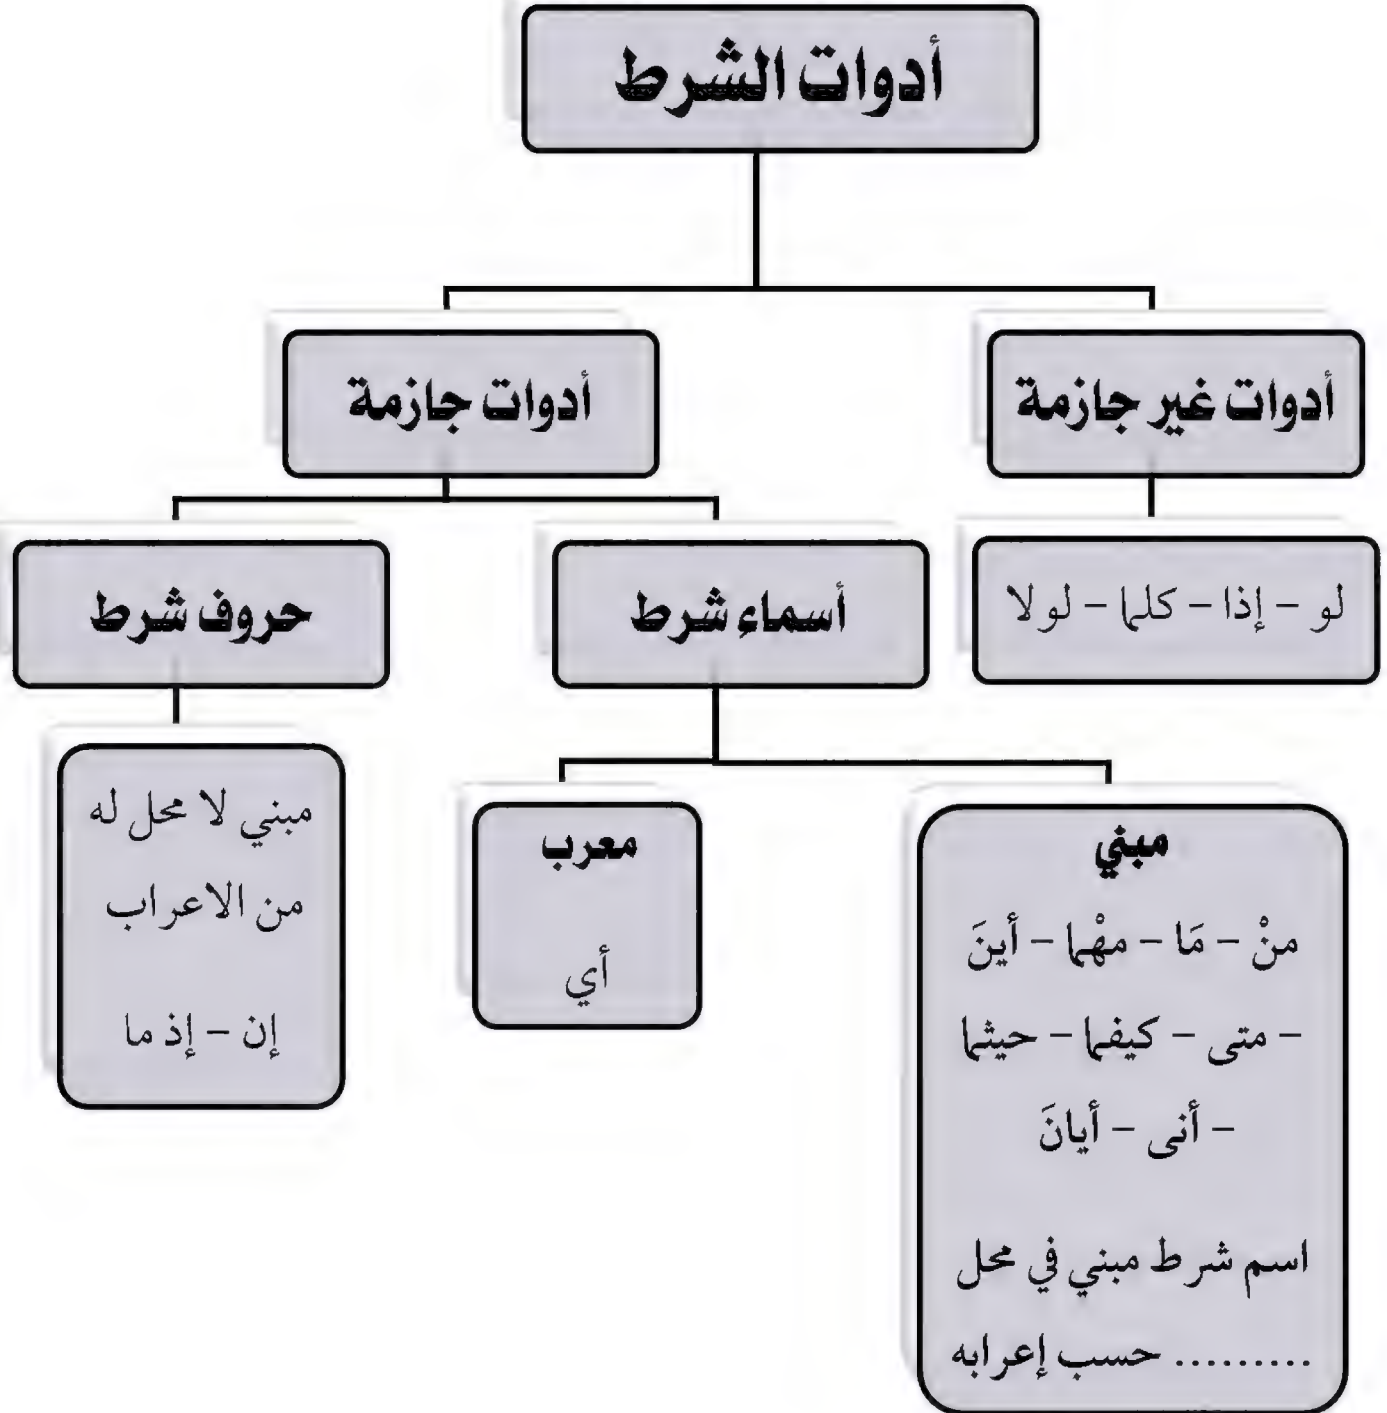 أدوات الشرط
أدوات غير جازمة
أدوات جازمة
لو – إذا – كلما – لولا
أسماء شرط
حروف شرط
مبني
منْ – مَا – مهْما – أينَ
– متى – كيفما – حيثما
– أنى – أيانَ
اسم شرط مبني في محل
......... حسب إعرابه
معرب
أي
مبني لا محل له
من الاعراب
إن – إذ ما